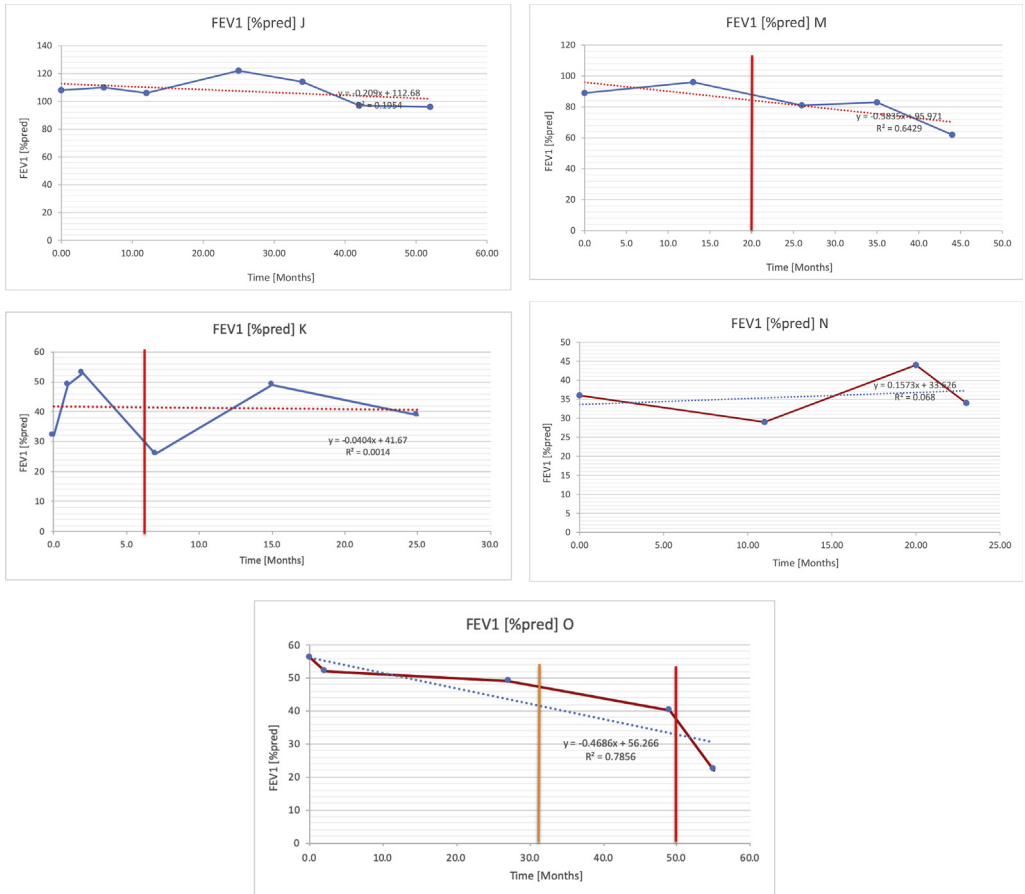 FEV1 [%pred] J
140
120
100
80
60
40
20
0
FEV1 [%pred]
y = -0.209x + 112.68
R² = 0.1954
0.00 10.00 20.00 30.00 40.00 50.00 60.00
Time [Months]
FEV1 [%pred] M
120
100
80
60
40
20
0
FEV1 [%pred]
y = -0.5835x + 95.971
R² = 0.6429
0.0 5.0 10.0 15.0 20.0 25.0 30.0 35.0 40.0 45.0 50.0
Time [Months]
FEV1 [%pred] K
60
50
40
30
20
10
0
FEV1 [%pred]
y = -0.0404x + 41.67
R² = 0.0014
0.0 5.0 10.0 15.0 20.0 25.0 30.0
Time [Months]
FEV1 [%pred] N
50
45
40
35
30
25
20
15
10
5
0
FEV1 [%pred]
y = 0.1573x + 33.626
R² = 0.068
0.00 5.00 10.00 15.00 20.00 25.00
Time [Months]
FEV1 [%pred] O
60
50
40
30
20
10
0
FEV1 [%pred]
y = -0.4686x + 56.266
R² = 0.7856
0.0 10.0 20.0 30.0 40.0 50.0 60.0
Time [Months]